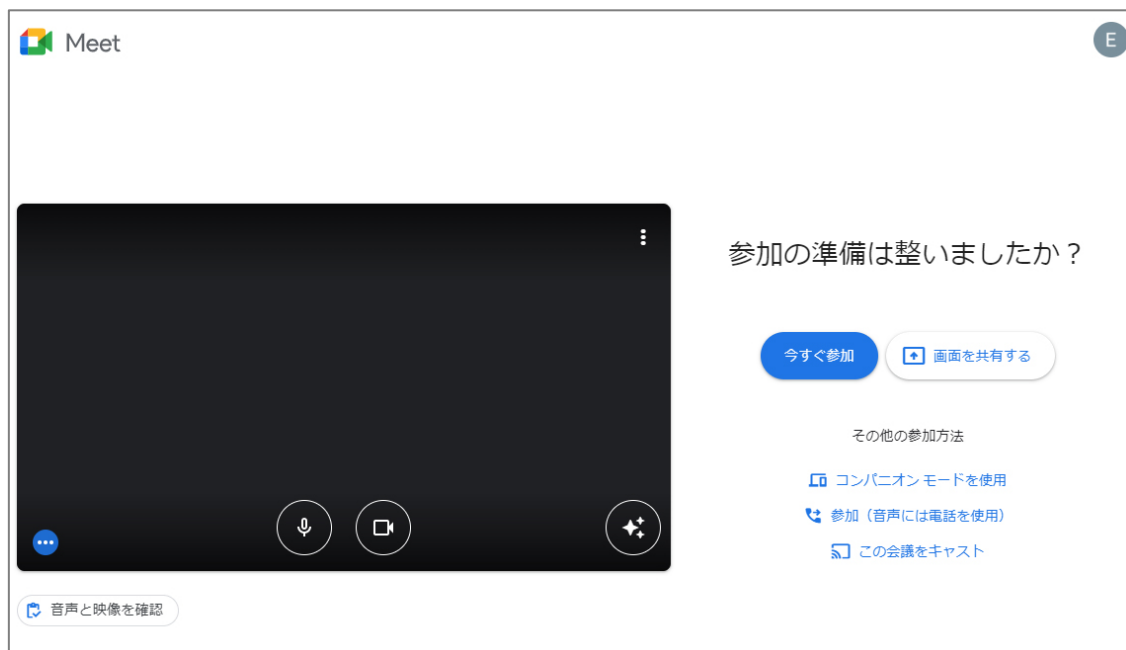 Meet
E
参加の準備は整いましたか？
今すぐ参加
画面を共有する
その他の参加方法
コンパニオン モードを使用
参加（音声には電話を使用）
この会議をキャスト
音声と映像を確認